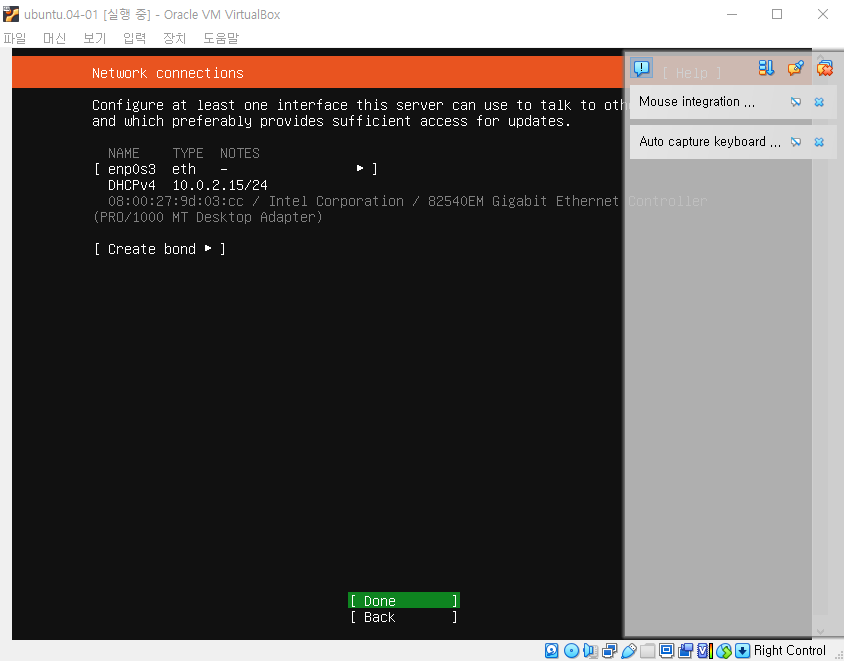 ubuntu.04-01 [실행 중] - Oracle VM VirtualBox
파일 머신 보기 입력 장치 도움말
Network connections [ Help ]
Configure at least one interface this server can use to talk to oth
and which preferably provides sufficient access for updates.
NAME TYPE NOTES
[ enp0s3 eth - ▸ ]
DHCPv4 10.0.2.15/24
08:00:27:9d:03:cc / Intel Corporation / 82540EM Gigabit Ethernet Controller
(PRO/1000 MT Desktop Adapter)
[ Create bond ▸ ]
Mouse integration ...
Auto capture keyboard ...
[ Done ]
[ Back ]
Right Control